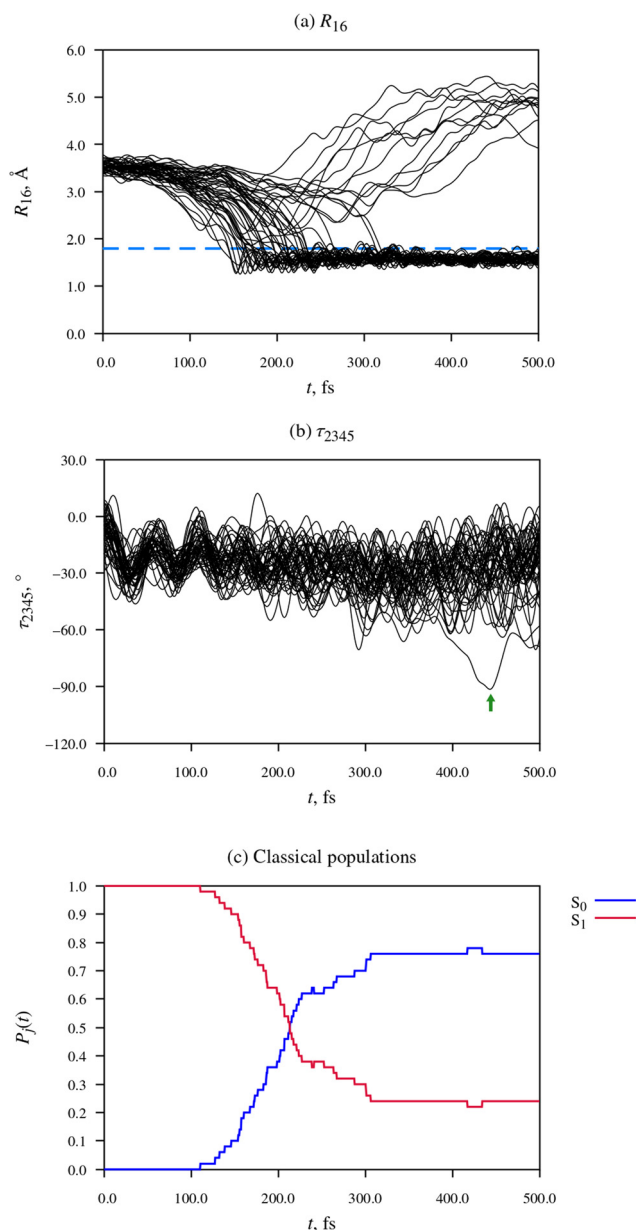 (a) R₁₆
6.0
5.0
4.0
3.0
2.0
1.0
0.0
R₁₆, Å
0.0 100.0 200.0 300.0 400.0 500.0
t, fs
(b) τ₂₃₄₅
30.0
0.0
−30.0
−60.0
−90.0
−120.0
τ₂₃₄₅, °
0.0 100.0 200.0 300.0 400.0 500.0
t, fs
(c) Classical populations
1.0
0.9
0.8
0.7
0.6
0.5
0.4
0.3
0.2
0.1
0.0
Pⱼ(t)
S₀
S₁
0.0 100.0 200.0 300.0 400.0 500.0
t, fs